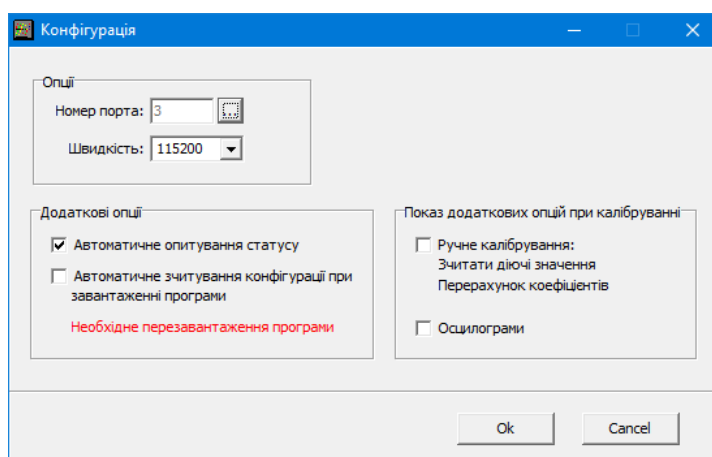 Конфігурація
Опції
Номер порта: 3 ...
Швидкість: 115200
Додаткові опції
Автоматичне опитування статусу
Автоматичне зчитування конфігурації при
завантаженні програми
Необхідне перезавантаження програми
Показ додаткових опцій при калібруванні
Ручне калібрування:
Зчитати діючі значення
Перерахунок коефіцієнтів
Осцилограми
Ok
Cancel